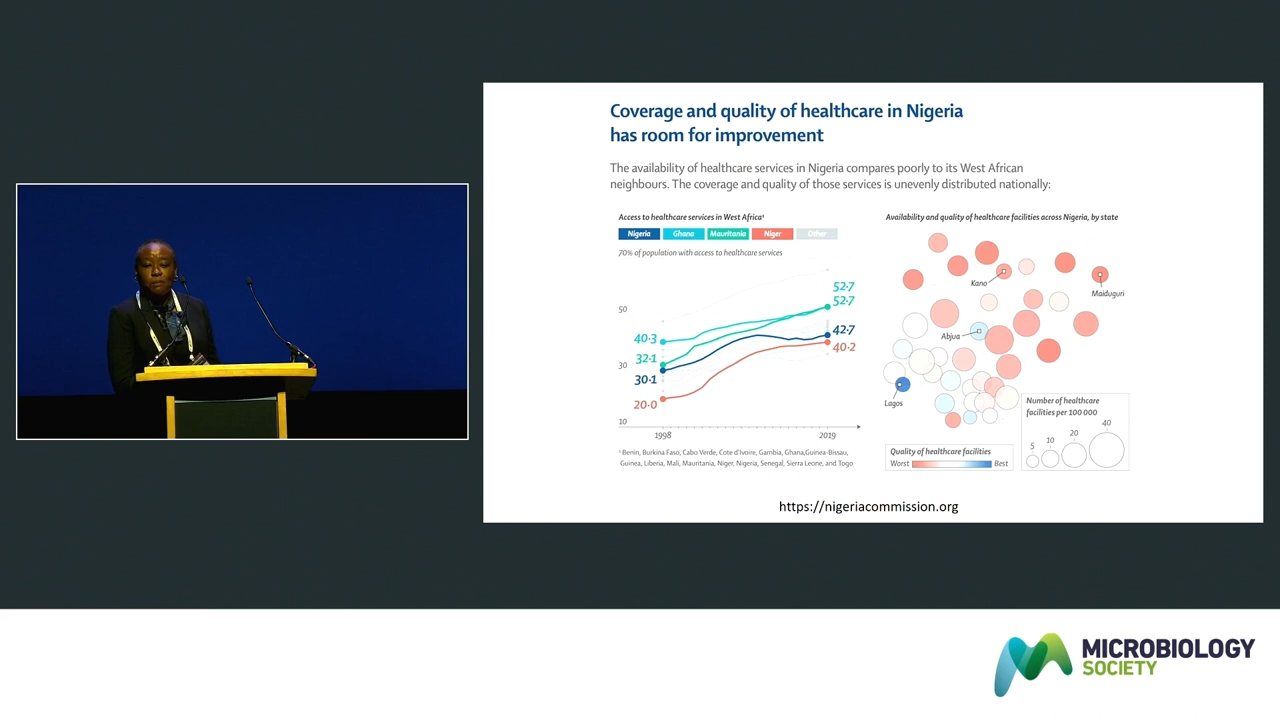 Coverage and quality of healthcare in Nigeria
has room for improvement
The availability of healthcare services in Nigeria compares poorly to its West African
neighbours. The coverage and quality of those services is unevenly distributed nationally:
Access to healthcare services in West Africa¹
Nigeria Ghana Mauritania Niger Other
70% of population with access to healthcare services
50
30
10
40·3
32·1
30·1
20·0
52·7
52·7
42·7
40·2
1998 2019
¹ Benin, Burkina Faso, Cabo Verde, Cote d'Ivoire, Gambia, Ghana,Guinea-Bissau,
Guinea, Liberia, Mali, Mauritania, Niger, Nigeria, Senegal, Sierra Leone, and Togo
Availability and quality of healthcare facilities across Nigeria, by state
Kano
Maiduguri
Abjua
Lagos
Quality of healthcare facilities
Worst Best
Number of healthcare
facilities per 100 000
5 10 20 40
https://nigeriacommission.org
MICROBIOLOGY
SOCIETY